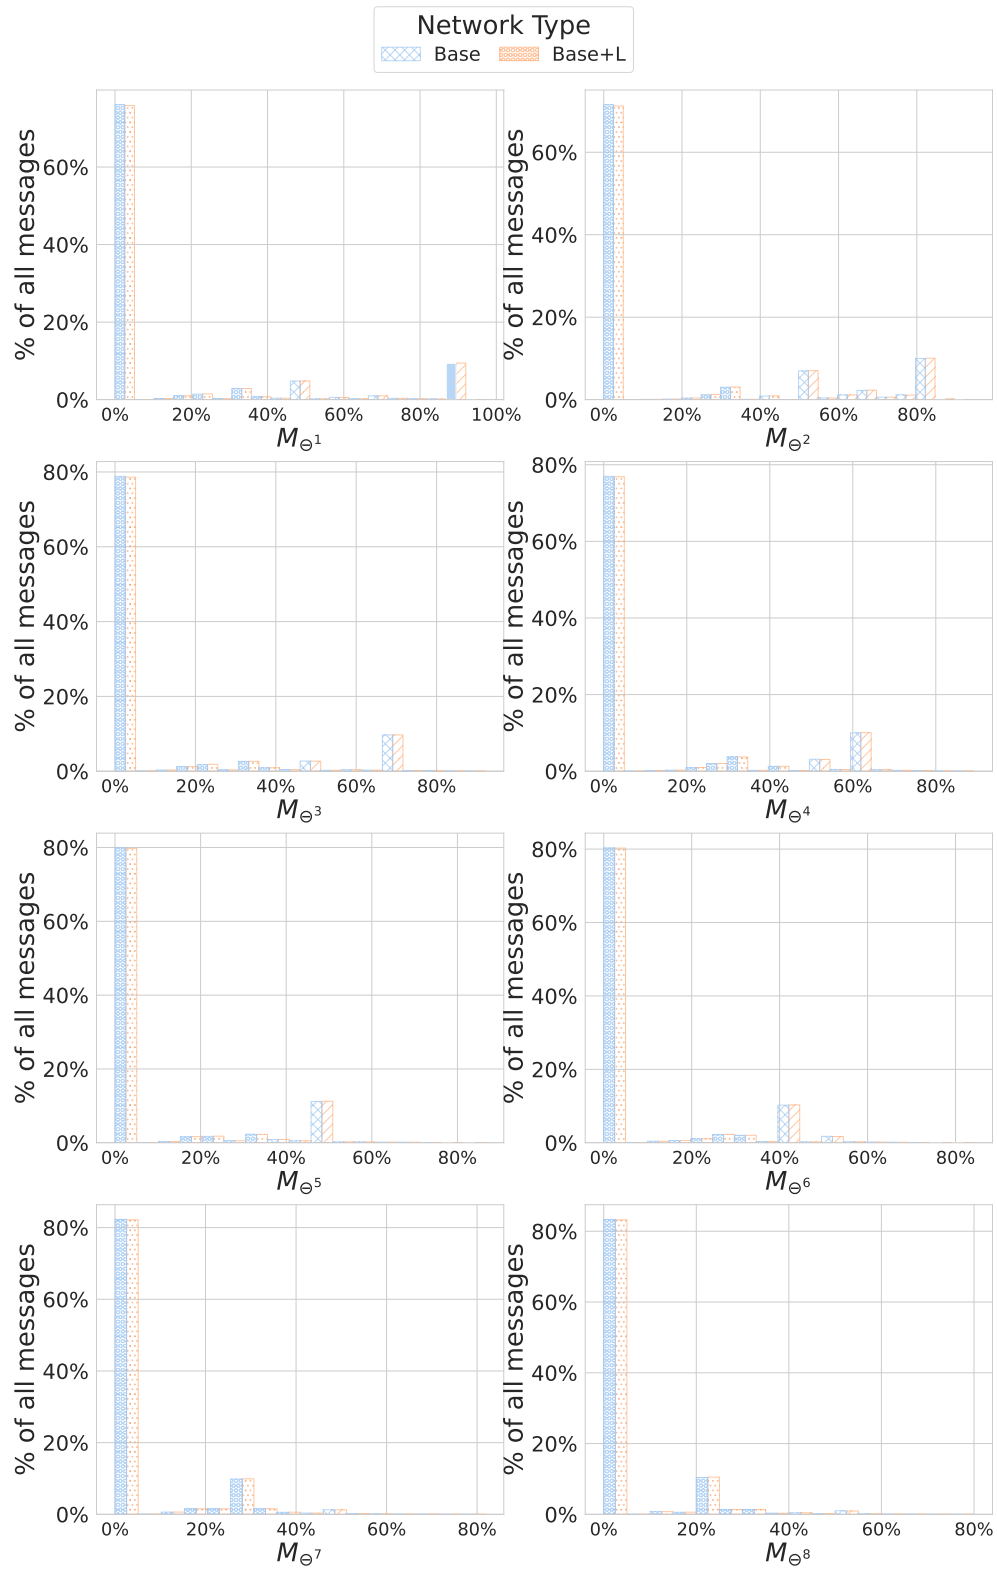 Network Type
Base Base+L
% of all messages
60%
40%
20%
0%
0% 20% 40% 60% 80% 100%
M⊖1
% of all messages
60%
40%
20%
0%
0% 20% 40% 60% 80%
M⊖2
% of all messages
80%
60%
40%
20%
0%
0% 20% 40% 60% 80%
M⊖3
% of all messages
80%
60%
40%
20%
0%
0% 20% 40% 60% 80%
M⊖4
% of all messages
80%
60%
40%
20%
0%
0% 20% 40% 60% 80%
M⊖5
% of all messages
80%
60%
40%
20%
0%
0% 20% 40% 60% 80%
M⊖6
% of all messages
80%
60%
40%
20%
0%
0% 20% 40% 60% 80%
M⊖7
% of all messages
80%
60%
40%
20%
0%
0% 20% 40% 60% 80%
M⊖8